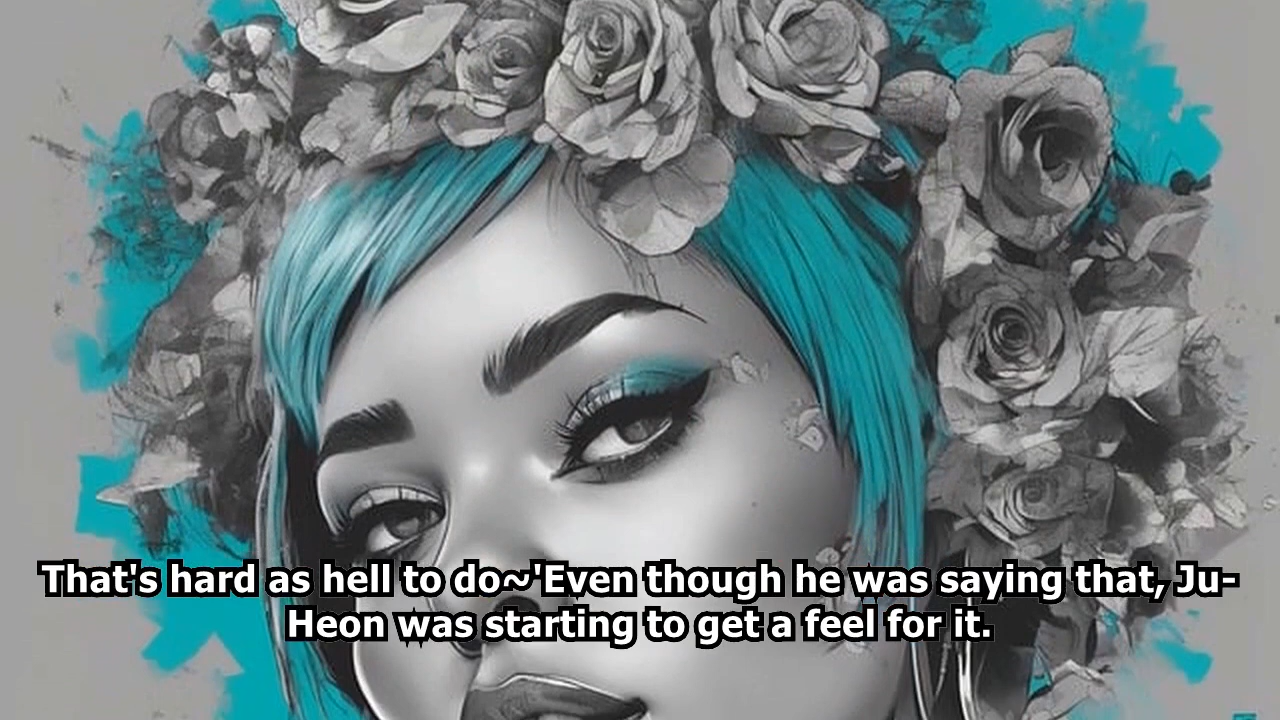 That's hard as hell to do~'Even though he was saying that, Ju-
Heon was starting to get a feel for it.